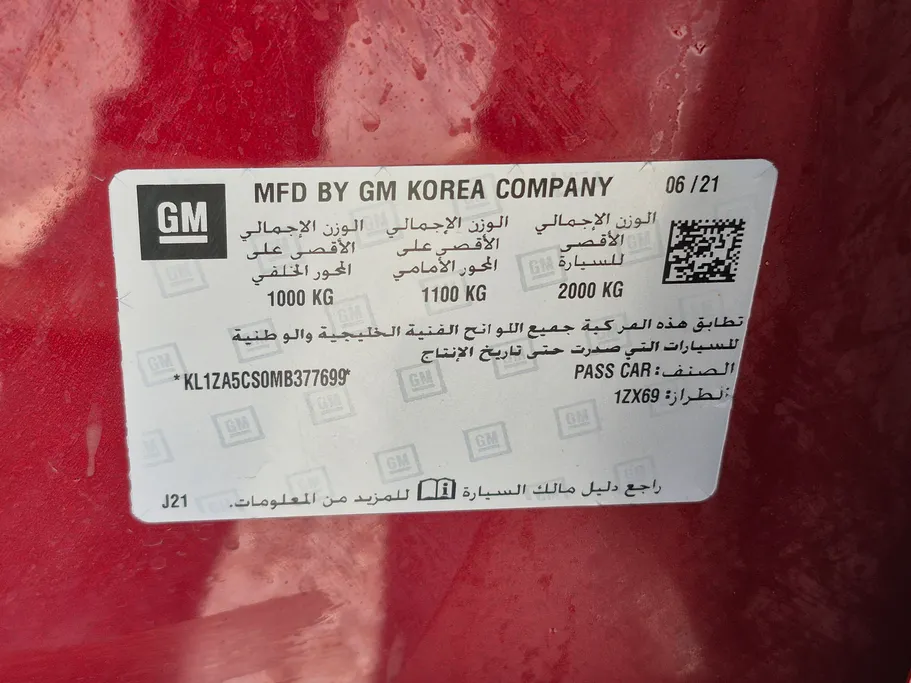 GM
MFD BY GM KOREA COMPANY 06 / 21
الوزن الإجمالي الأقصى للسيارة
2000 KG
الوزن الإجمالي الأقصى على المحور الأمامي
1100 KG
الوزن الإجمالي الأقصى على المحور الخلفي
1000 KG
تطابق هذه المركبة جميع اللوائح الفنية الخليجية والوطنية
للسيارات التي صدرت حتى تاريخ الإنتاج
الصنف: PASS CAR
*KL1ZA5CS0MB377699*
الطراز: 1ZX69
راجع دليل مالك السيارة للمزيد من المعلومات.
J21